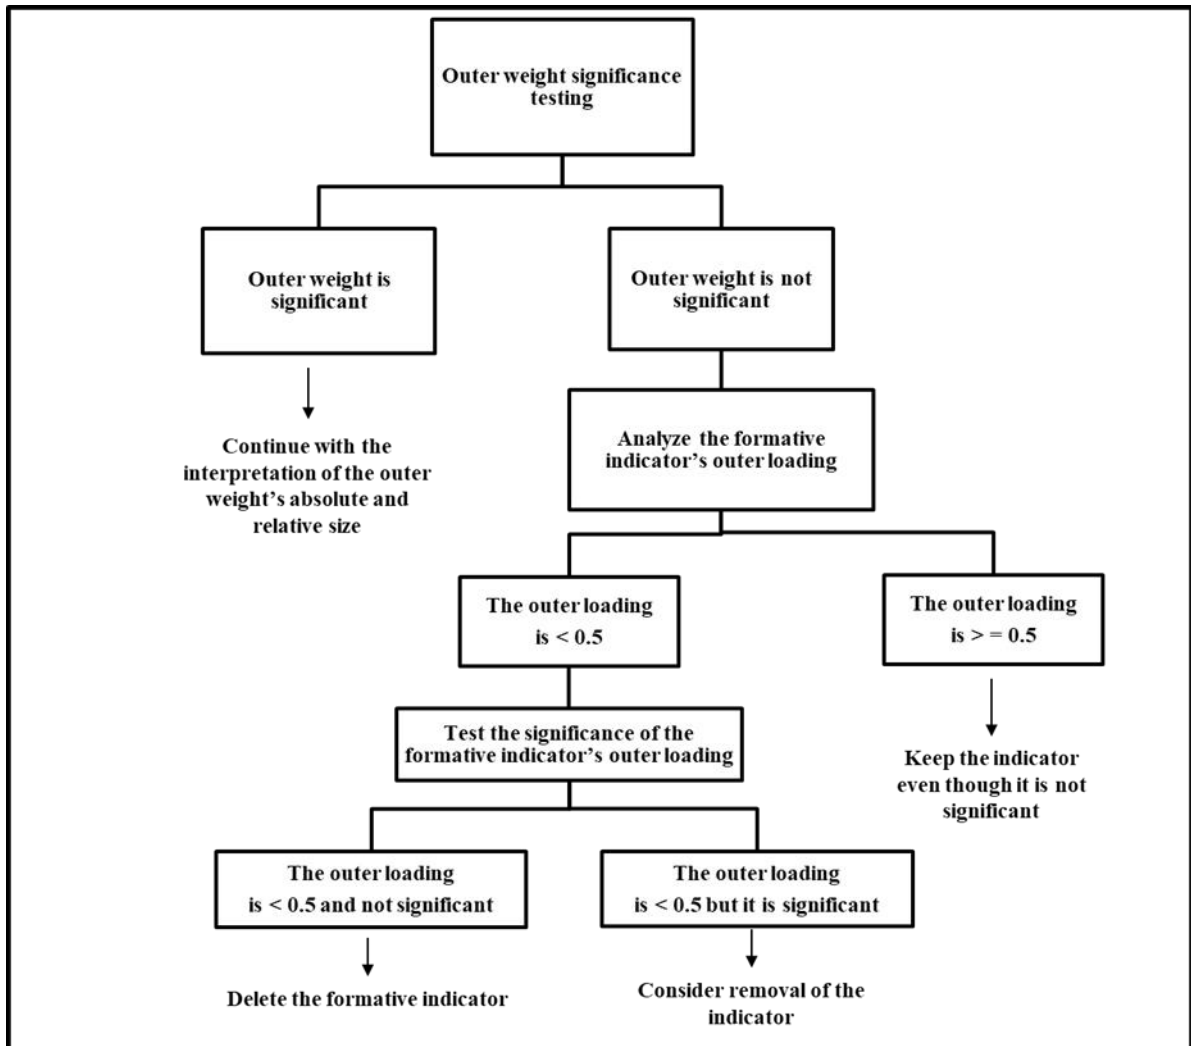 Outer weight significance
testing
Outer weight is
significant
Outer weight is not
significant
Continue with the
interpretation of the outer
weight’s absolute and
relative size
Analyze the formative
indicator’s outer loading
The outer loading
is < 0.5
The outer loading
is > = 0.5
Test the significance of the
formative indicator’s outer loading
Keep the indicator
even though it is not
significant
The outer loading
is < 0.5 and not significant
The outer loading
is < 0.5 but it is significant
Delete the formative indicator
Consider removal of the
indicator